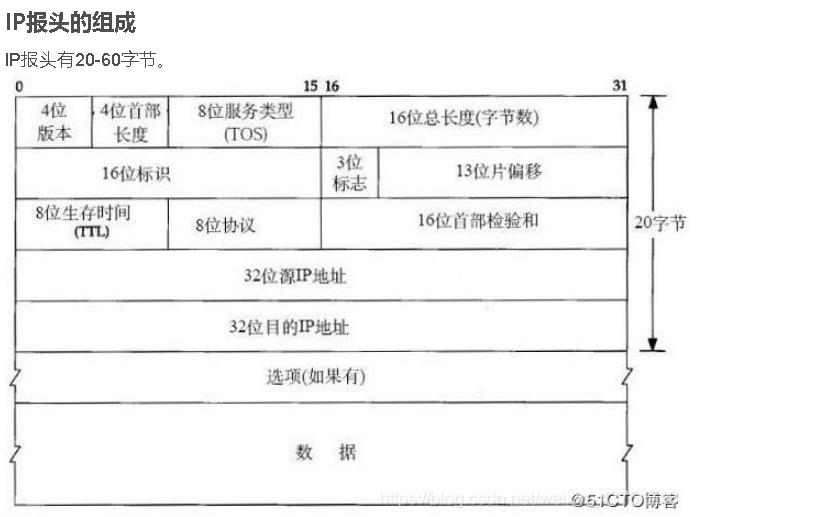 IP报头的组成
IP报头有20-60字节。
0 15 16 31
4位版本 4位首部长度 8位服务类型(TOS) 16位总长度(字节数)
16位标识 3位标志 13位片偏移
8位生存时间(TTL) 8位协议 16位首部检验和
20字节
32位源IP地址
32位目的IP地址
选项(如果有)
数 据
@51CTO博客